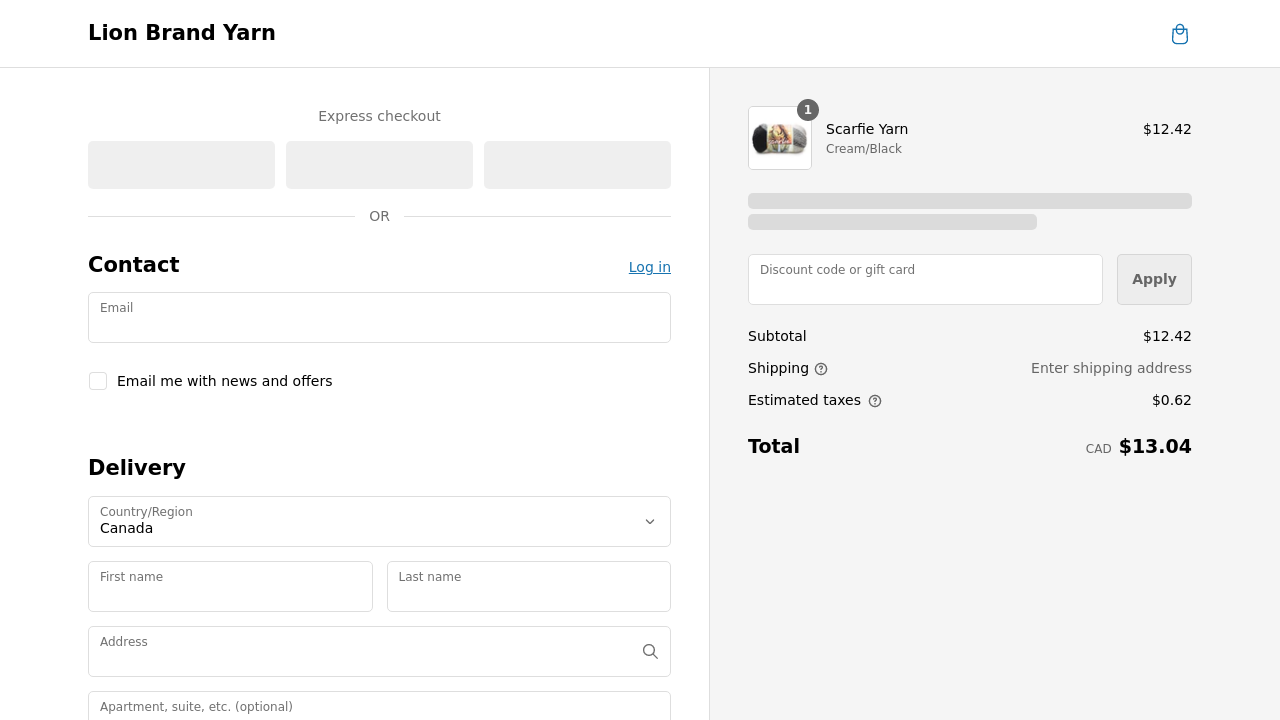 Lion Brand Yarn
Express checkout
OR
Contact
Log in
Email
Email me with news and offers
Delivery
Country/Region
Canada
First name
Last name
Address
Apartment, suite, etc. (optional)
1
Scarfie Yarn
$12.42
Cream/Black
Discount code or gift card
Apply
Subtotal
$12.42
Shipping
Enter shipping address
Estimated taxes
$0.62
Total
CAD $13.04